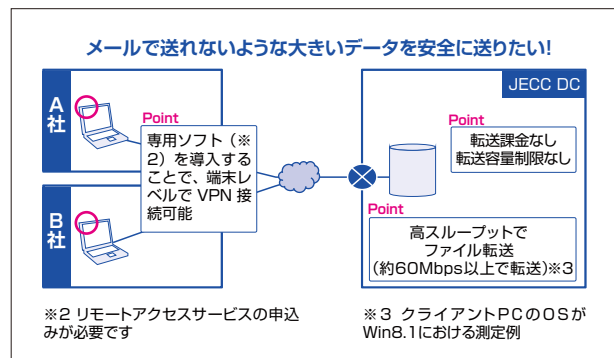 メールで送れないような大きいデータを安全に送りたい!
A社
B社
Point
専用ソフト（※
2）を導入する
ことで、端末レ
ベルで VPN 接
続可能
JECC DC
Point
転送課金なし
転送容量制限なし
Point
高スループットで
ファイル転送
(約60Mbps以上で転送)※3
※2 リモートアクセスサービスの申込
みが必要です
※3 クライアントPCのOSが
Win8.1における測定例